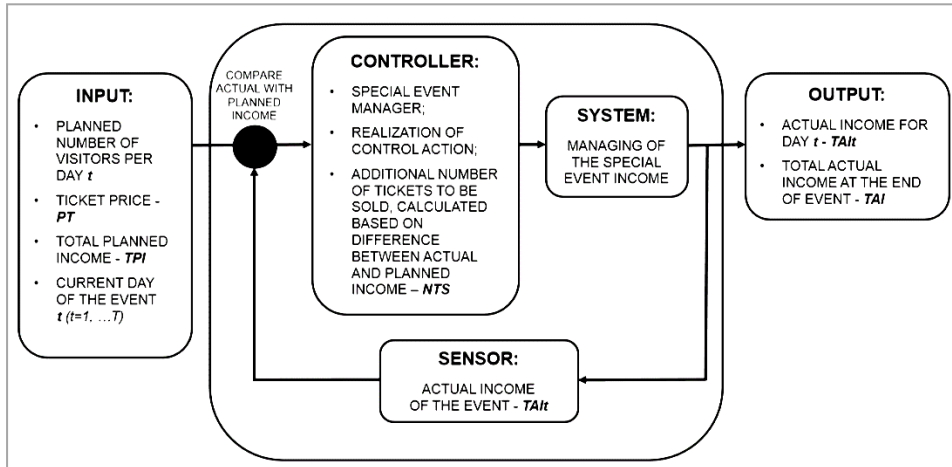 INPUT:
• PLANNED
NUMBER OF
VISITORS PER
DAY t
• TICKET PRICE -
PT
• TOTAL PLANNED
INCOME - TPI
• CURRENT DAY
OF THE EVENT
t (t=1, …T)
COMPARE
ACTUAL WITH
PLANNED
INCOME
CONTROLLER:
• SPECIAL EVENT
MANAGER;
• REALIZATION OF
CONTROL ACTION;
• ADDITIONAL NUMBER
OF TICKETS TO BE
SOLD, CALCULATED
BASED ON
DIFFERENCE
BETWEEN ACTUAL
AND PLANNED
INCOME – NTS
SYSTEM:
MANAGING OF
THE SPECIAL
EVENT INCOME
OUTPUT:
• ACTUAL INCOME FOR
DAY t - TAIt
• TOTAL ACTUAL
INCOME AT THE END
OF EVENT - TAI
SENSOR:
ACTUAL INCOME
OF THE EVENT - TAIt